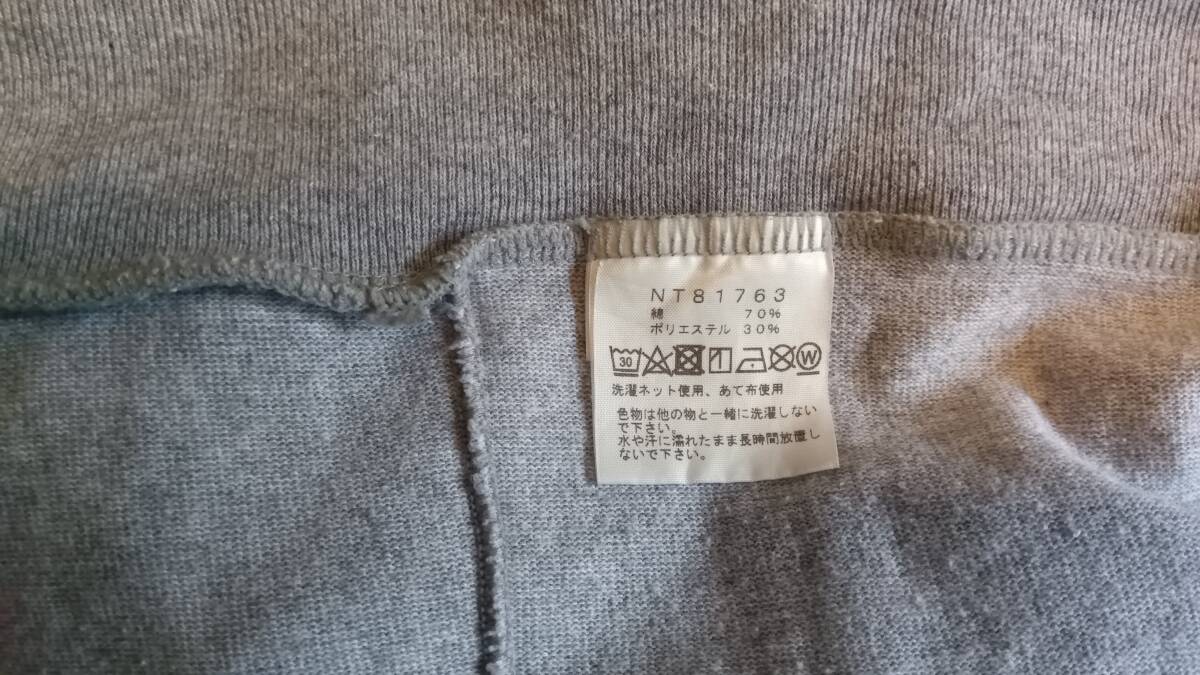 NT81763
綿 70%
ポリエステル 30%
30 W
洗濯ネット使用、あて布使用
色物は他の物と一緒に洗濯しない
で下さい。
水や汗に濡れたまま長時間放置し
ないで下さい。